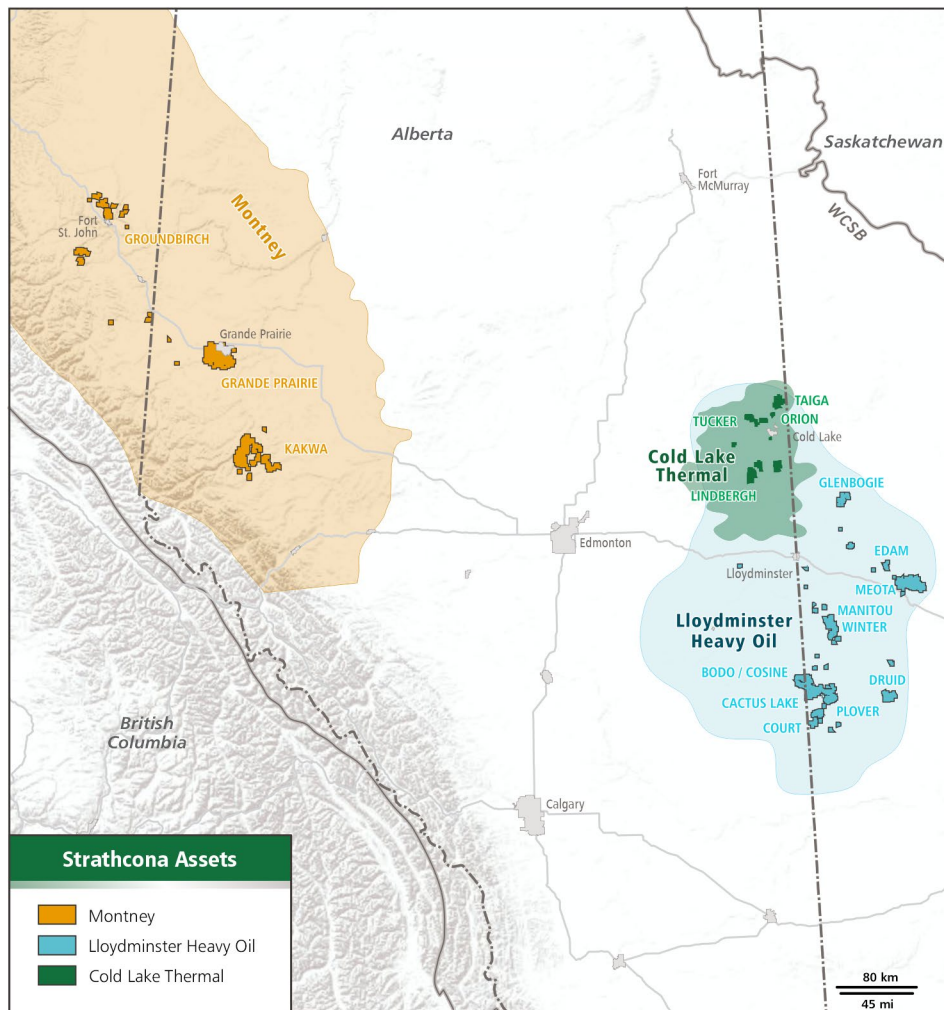 Alberta
Saskatchewan
Fort
McMurray
WCSB
Montney
Fort
St. John
GROUNDBIRCH
Grande Prairie
GRANDE PRAIRIE
KAKWA
TAIGA
TUCKER
ORION
Cold Lake
Cold Lake
Thermal
LINDBERGH
GLENBOGIE
Edmonton
EDAM
Lloydminster
MEOTA
MANITOU
WINTER
Lloydminster
Heavy Oil
BODO / COSINE
DRUID
CACTUS LAKE
PLOVER
COURT
British
Columbia
Calgary
Strathcona Assets
Montney
Lloydminster Heavy Oil
Cold Lake Thermal
80 km
45 mi